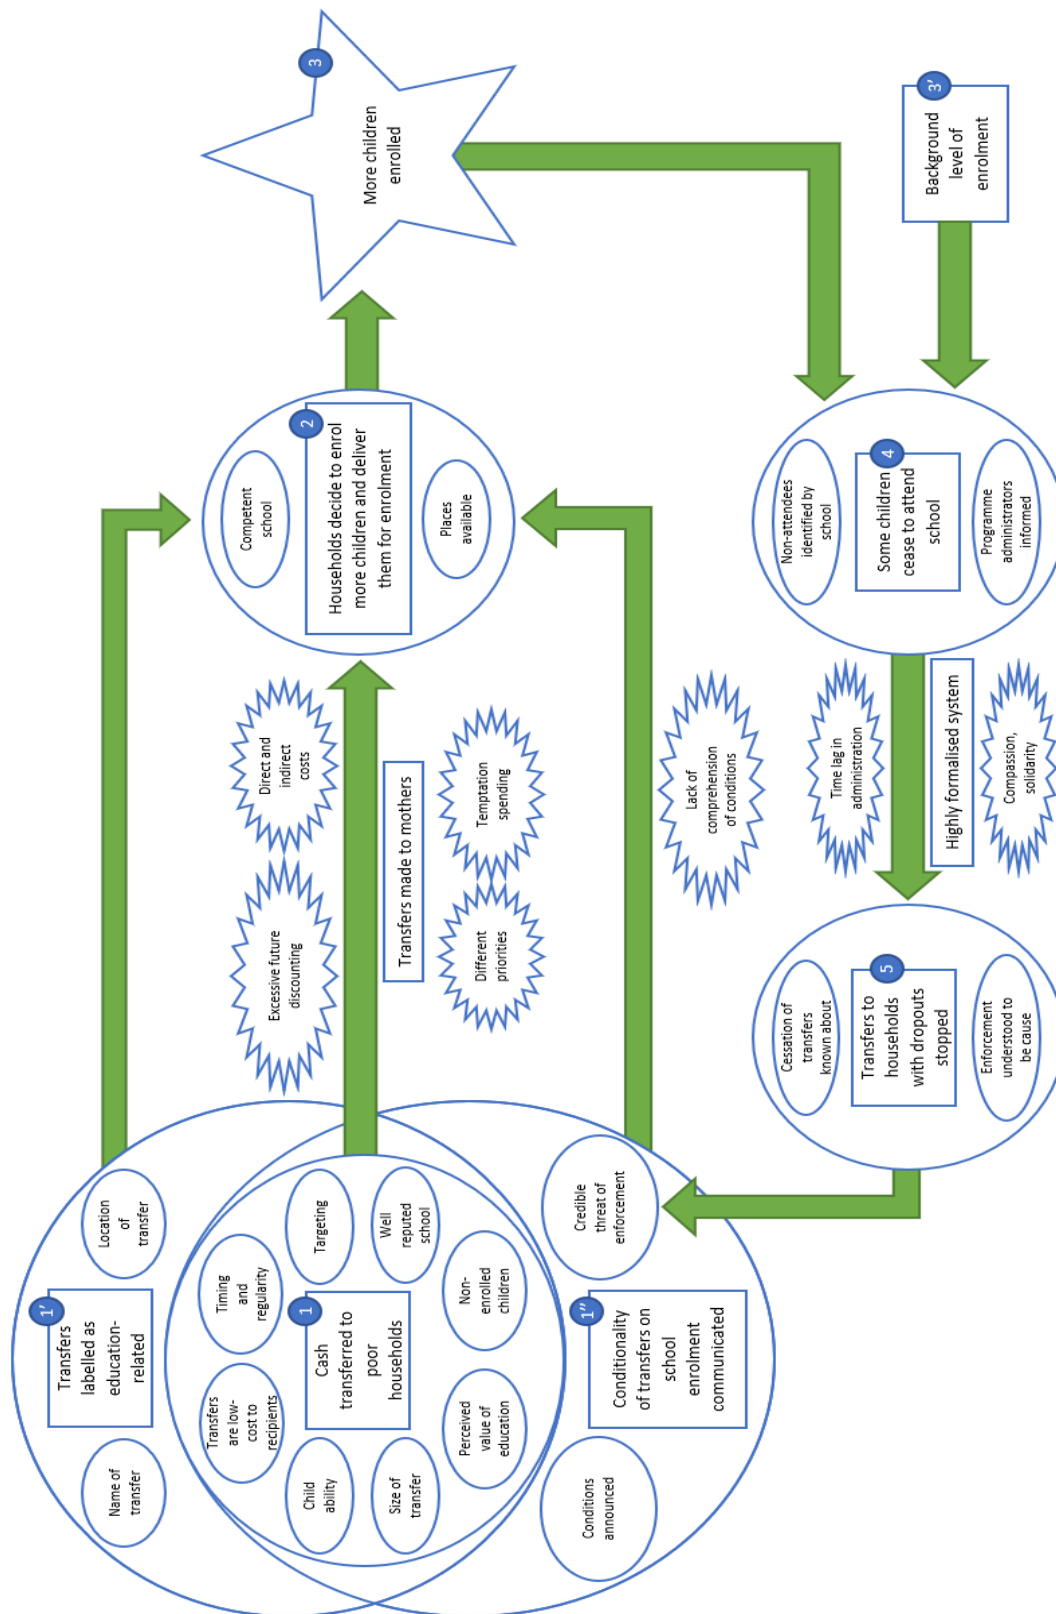 Name of
transfer
1'
Transfers
labelled as
education-
related
Location
of
transfer
Transfers
are low-
cost to
recipients
Timing
and
regularity
Child
ability
1
Cash
transferred to
poor
households
Targeting
Size of
transfer
Well
reputed
school
Perceived
value of
education
Non-
enrolled
children
Conditions
announced
1''
Conditionality
of transfers on
school
enrolment
communicated
Credible
threat of
enforcement
Excessive future
discounting
Direct and
indirect
costs
Transfers made to mothers
Different
priorities
Temptation
spending
Lack of
comprehension
of conditions
Competent
school
2
Households decide to enrol
more children and deliver
them for enrolment
Places
available
3
More children
enrolled
Cessation of
transfers
known about
5
Transfers to
households
with dropouts
stopped
Enforcement
understood to
be cause
Time lag in
administration
Highly formalised system
Compassion,
solidarity
Non-attendees
identified by
school
4
Some children
cease to attend
school
Programme
administrators
informed
3'
Background
level of
enrolment